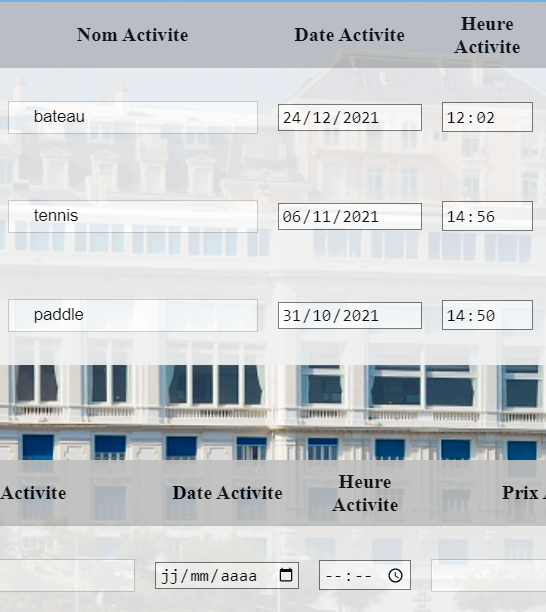 Nom Activite Date Activite Heure Activite
bateau 24/12/2021 12:02
tennis 06/11/2021 14:56
paddle 31/10/2021 14:50
Activite Date Activite Heure Activite Prix
jj/mm/aaaa --:--